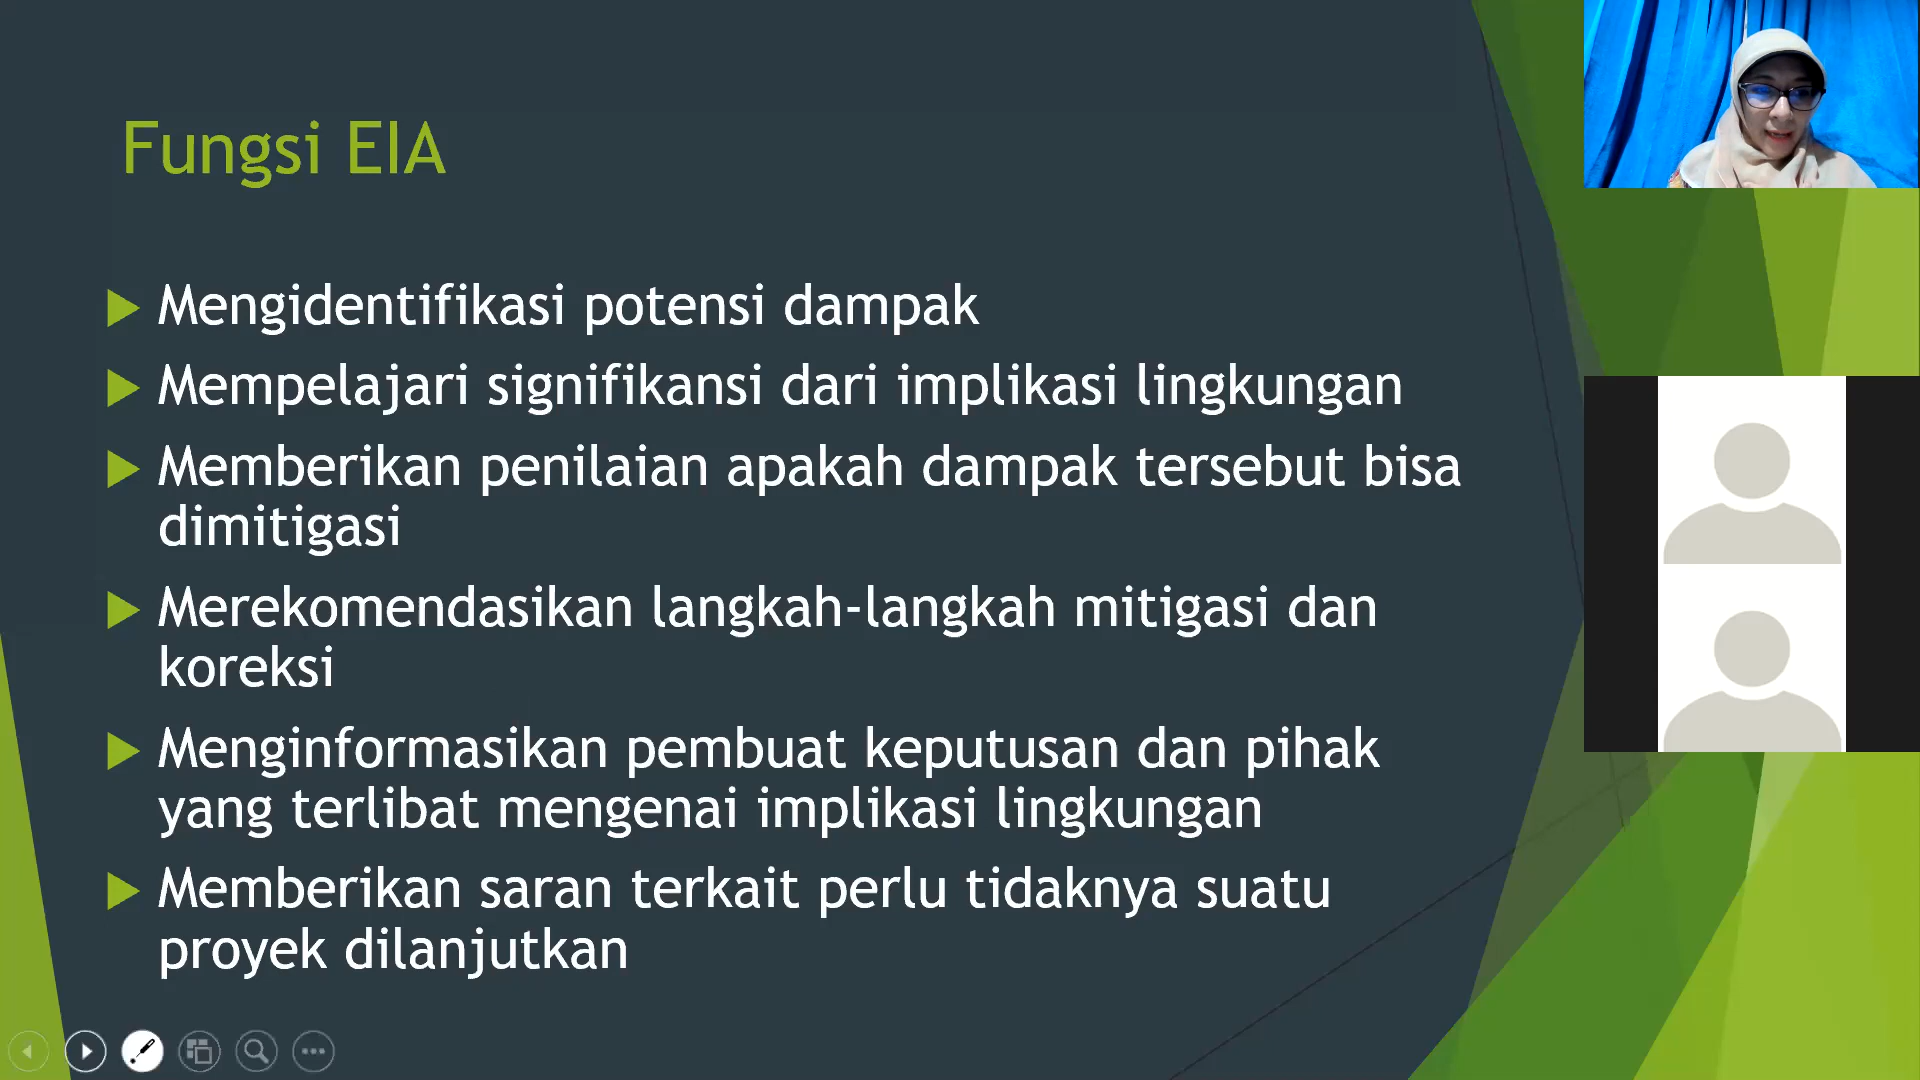 Fungsi EIA
Mengidentifikasi potensi dampak
Mempelajari signifikansi dari implikasi lingkungan
Memberikan penilaian apakah dampak tersebut bisa
dimitigasi
Merekomendasikan langkah-langkah mitigasi dan
koreksi
Menginformasikan pembuat keputusan dan pihak
yang terlibat mengenai implikasi lingkungan
Memberikan saran terkait perlu tidaknya suatu
proyek dilanjutkan